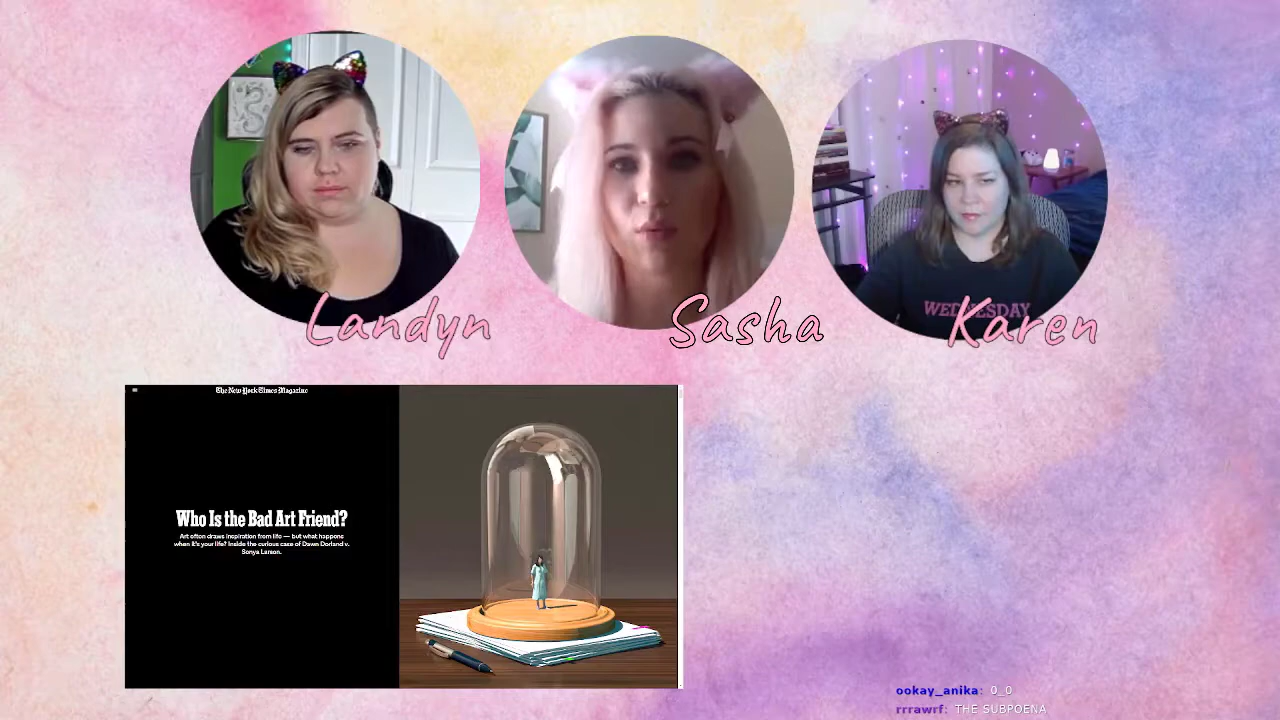 Landyn
Sasha
Karen
WEDNESDAY
The New York Times Magazine
Who Is the Bad Art Friend?
Art often draws inspiration from life — but what happens
when it's your life? Inside the curious case of Dawn Dorland v.
Sonya Larson.
ookay_anika: 0_0
rrrawrf: THE SUBPOENA